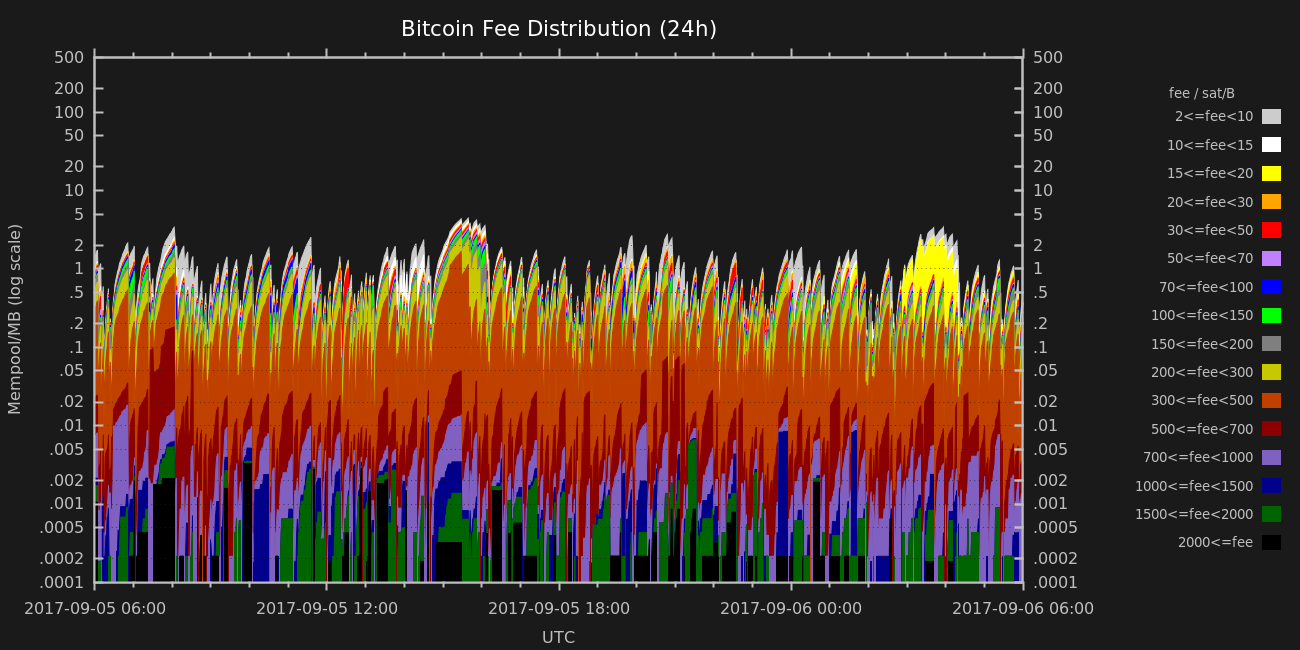 Bitcoin Fee Distribution (24h)
500 500
200 200
100 100
50 50
20 20
10 10
5 5
2 2
1 1
.5 .5
.2 .2
.1 .1
.05 .05
.02 .02
.01 .01
.005 .005
.002 .002
.001 .001
.0005 .0005
.0002 .0002
.0001 .0001
Mempool/MB (log scale)
2017-09-05 06:00 2017-09-05 12:00 2017-09-05 18:00 2017-09-06 00:00 2017-09-06 06:00
UTC
fee / sat/B
2<=fee<10
10<=fee<15
15<=fee<20
20<=fee<30
30<=fee<50
50<=fee<70
70<=fee<100
100<=fee<150
150<=fee<200
200<=fee<300
300<=fee<500
500<=fee<700
700<=fee<1000
1000<=fee<1500
1500<=fee<2000
2000<=fee